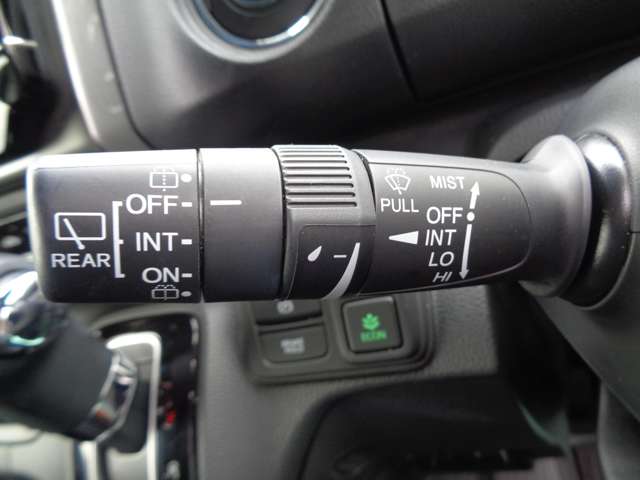 OFF
INT
ON
REAR
PULL
MIST
OFF
INT
LO
HI
ECON